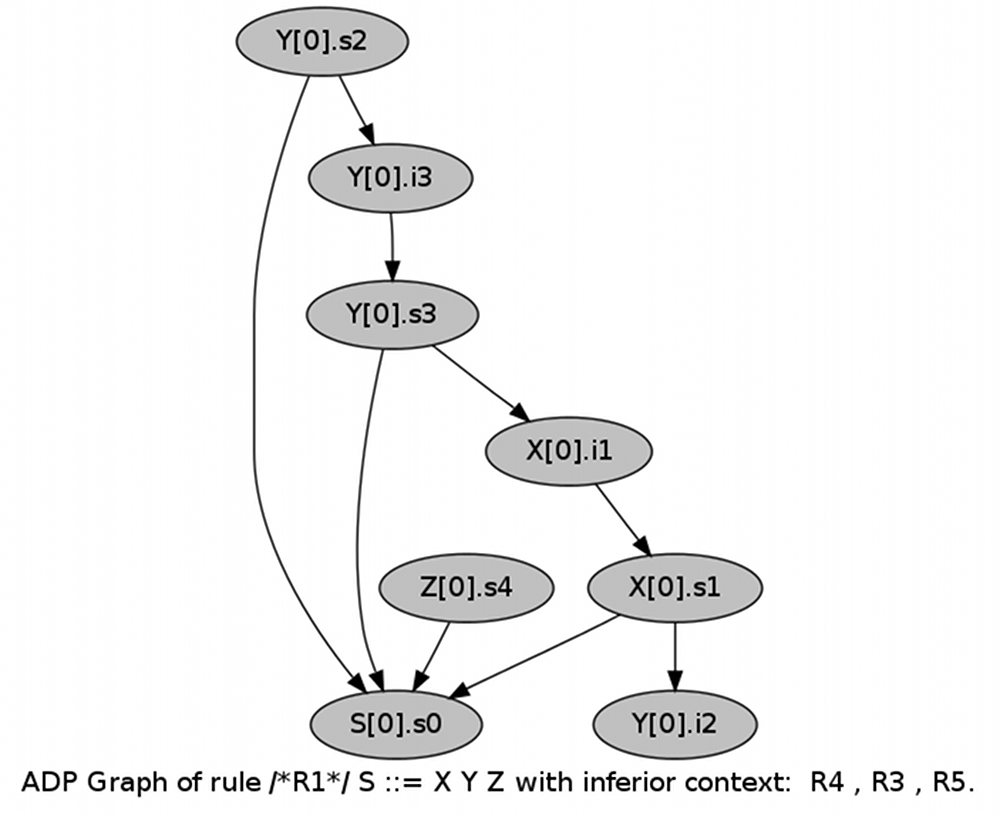 Y[0].s2
Y[0].i3
Y[0].s3
X[0].i1
Z[0].s4
X[0].s1
S[0].s0
Y[0].i2
ADP Graph of rule /*R1*/ S ::= X Y Z with inferior context:  R4 , R3 , R5.